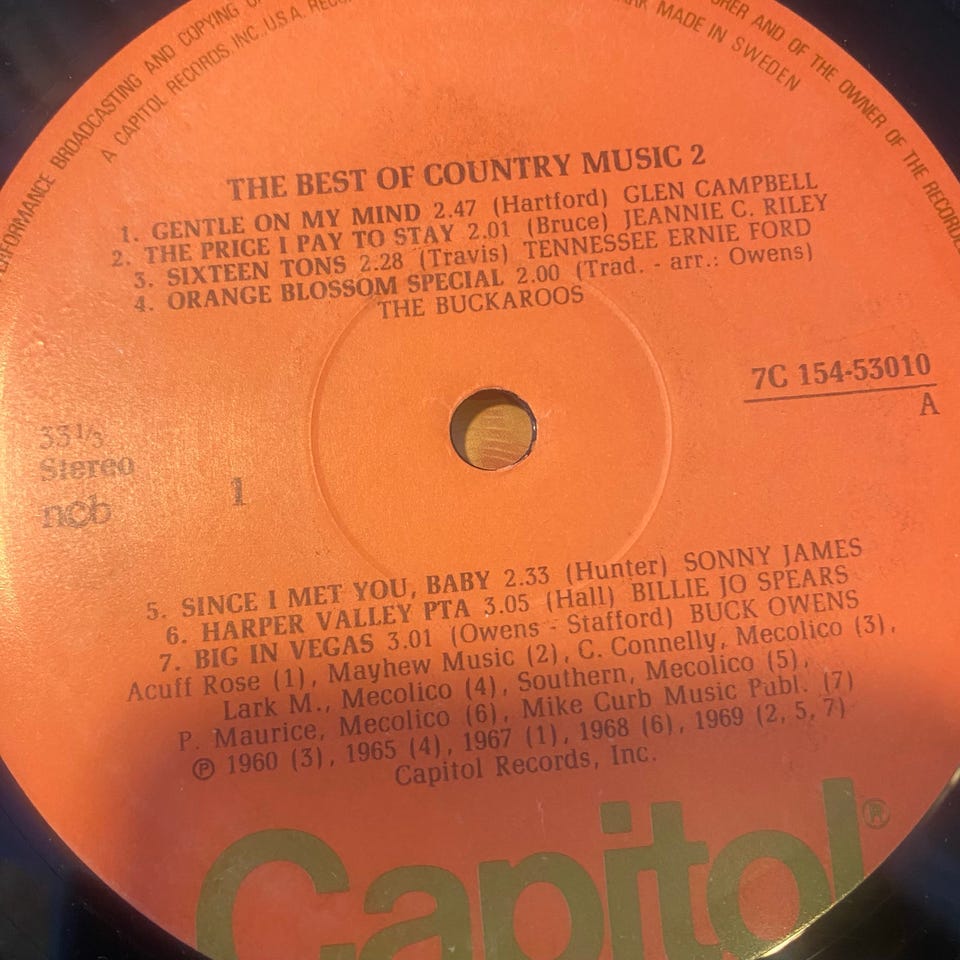 PERFORMANCE BROADCASTING AND COPYING OF
A CAPITOL RECORDS, INC., U.S.A.
MADE IN SWEDEN
AND OF THE OWNER OF THE RECORDED
THE BEST OF COUNTRY MUSIC 2
1. GENTLE ON MY MIND 2.47 (Hartford) GLEN CAMPBELL
2. THE PRICE I PAY TO STAY 2.01 (Bruce) JEANNIE C. RILEY
3. SIXTEEN TONS 2.28 (Travis) TENNESSEE ERNIE FORD
4. ORANGE BLOSSOM SPECIAL 2.00 (Trad. - arr.: Owens)
THE BUCKAROOS
7C 154-53010
A
33 1/3
Stereo
ncb
1
5. SINCE I MET YOU, BABY 2.33 (Hunter) SONNY JAMES
6. HARPER VALLEY PTA 3.05 (Hall) BILLIE JO SPEARS
7. BIG IN VEGAS 3.01 (Owens - Stafford) BUCK OWENS
Acuff Rose (1), Mayhew Music (2), C. Connelly, Mecolico (3),
Lark M., Mecolico (4), Southern, Mecolico (5),
P. Maurice, Mecolico (6), Mike Curb Music Publ. (7)
℗ 1960 (3), 1965 (4), 1967 (1), 1968 (6), 1969 (2, 5, 7)
Capitol Records, Inc.
Capitol ®